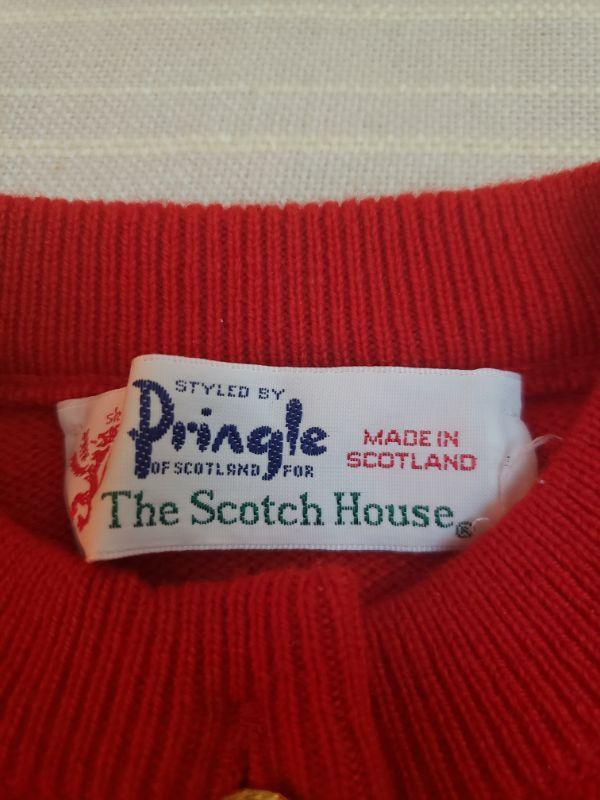 STYLED BY
Pringle
OF SCOTLAND FOR
MADE IN
SCOTLAND
The Scotch House®